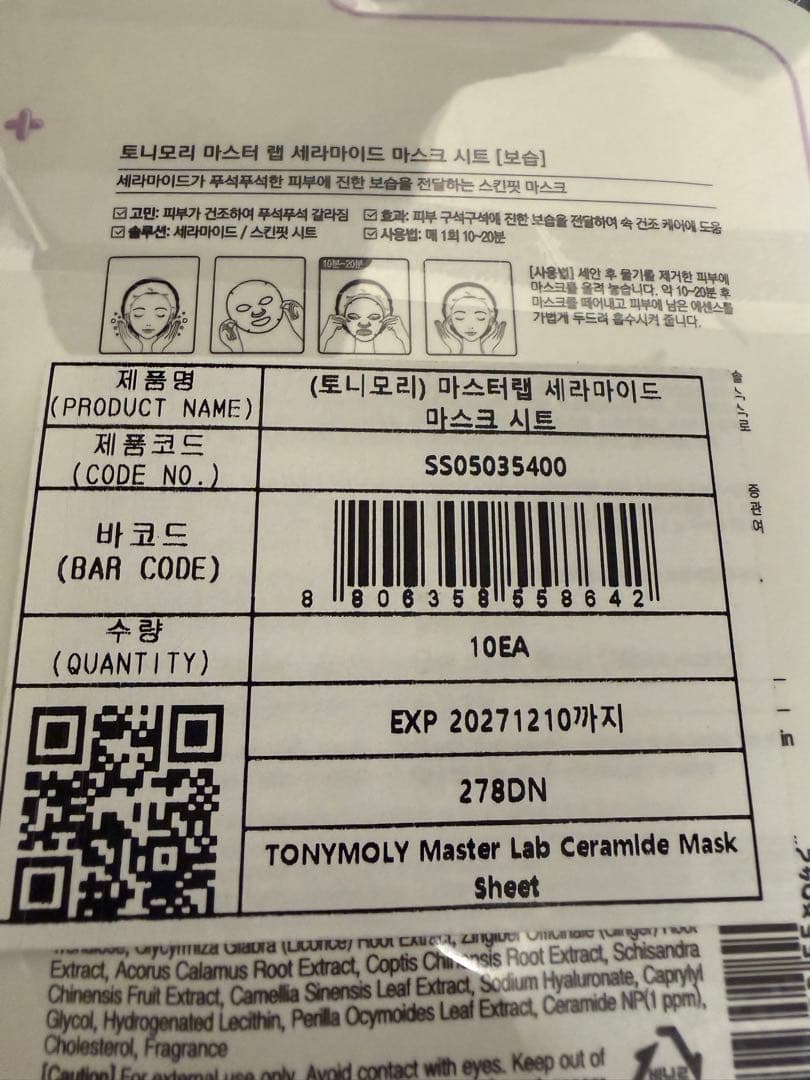 토니모리 마스터 랩 세라마이드 마스크 시트 [보습]
세라마이드가 푸석푸석한 피부에 진한 보습을 전달하는 스킨핏 마스크
고민: 피부가 건조하여 푸석푸석 갈라짐
효과: 피부 구석구석에 진한 보습을 전달하여 속 건조 케어에 도움
솔루션: 세라마이드 / 스킨핏 시트
사용법: 매 1회 10~20분
10분~20분
[사용법] 세안 후 물기를 제거한 피부에
마스크를 올려 놓습니다. 약 10~20분 후
마스크를 떼어내고 피부에 남은 에센스를
가볍게 두드려 흡수시켜 줍니다.
제품명
(PRODUCT NAME)
(토니모리) 마스터랩 세라마이드
마스크 시트
제품코드
(CODE NO.)
SS05035400
바코드
(BAR CODE)
8 806358 558642
수량
(QUANTITY)
10EA
EXP 20271210까지
278DN
TONYMOLY Master Lab CeramIde Mask
Sheet
in
Glabra (Licorice) Root Extract, Zingiber Officinale (Ginger) Root
Extract, Acorus Calamus Root Extract, Coptis Chinensis Root Extract, Schisandra
Chinensis Fruit Extract, Camellia Sinensis Leaf Extract, Sodium Hyaluronate, Caprylyl
Glycol, Hydrogenated Lecithin, Perilla Ocymoides Leaf Extract, Ceramide NP(1 ppm),
Cholesterol, Fragrance
[Caution] For external use only. Avoid contact with eyes. Keep out of